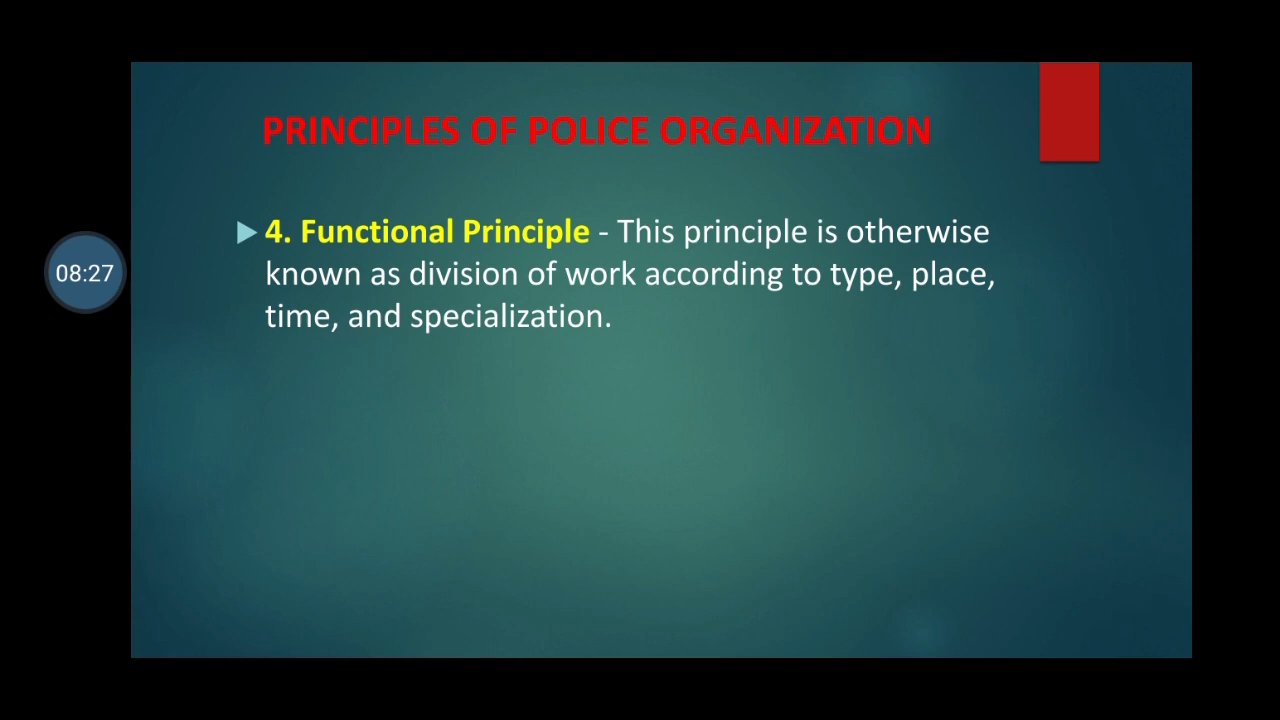 PRINCIPLES OF POLICE ORGANIZATION
4. Functional Principle - This principle is otherwise
known as division of work according to type, place,
time, and specialization.
08:27